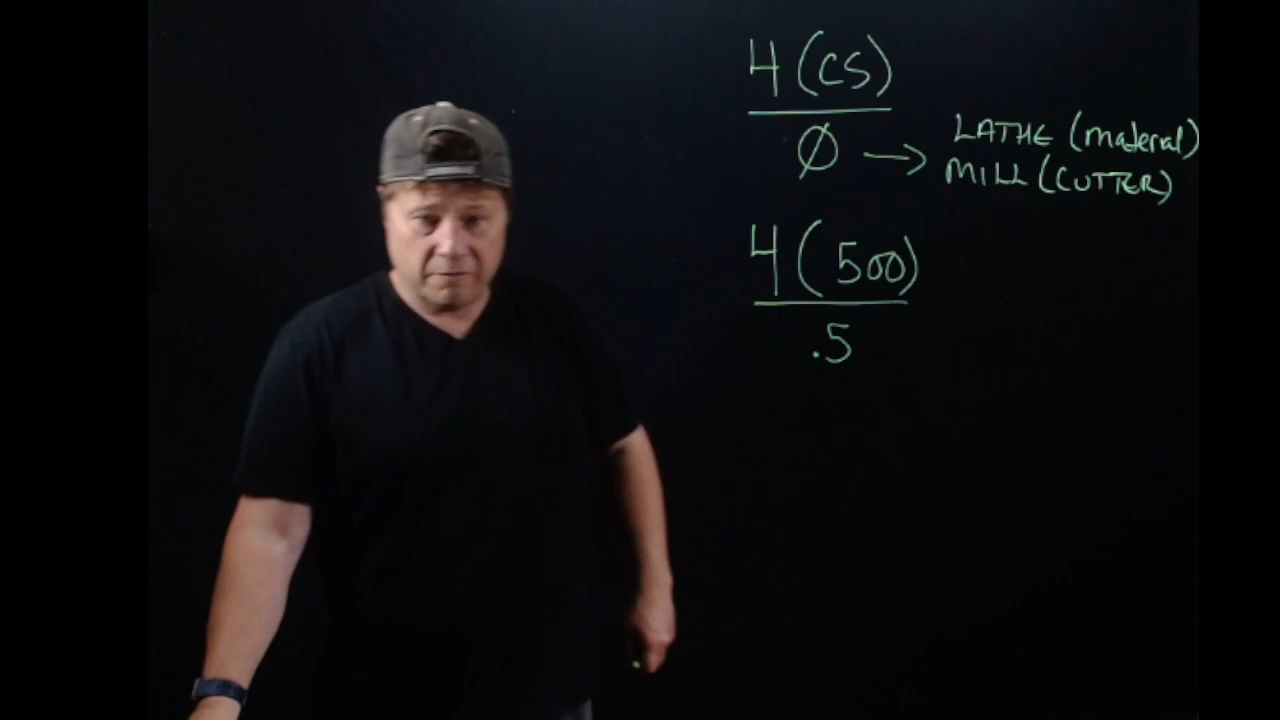 4 (CS)
Ø → LATHE (material)
MILL (CUTTER)
4 (500)
.5